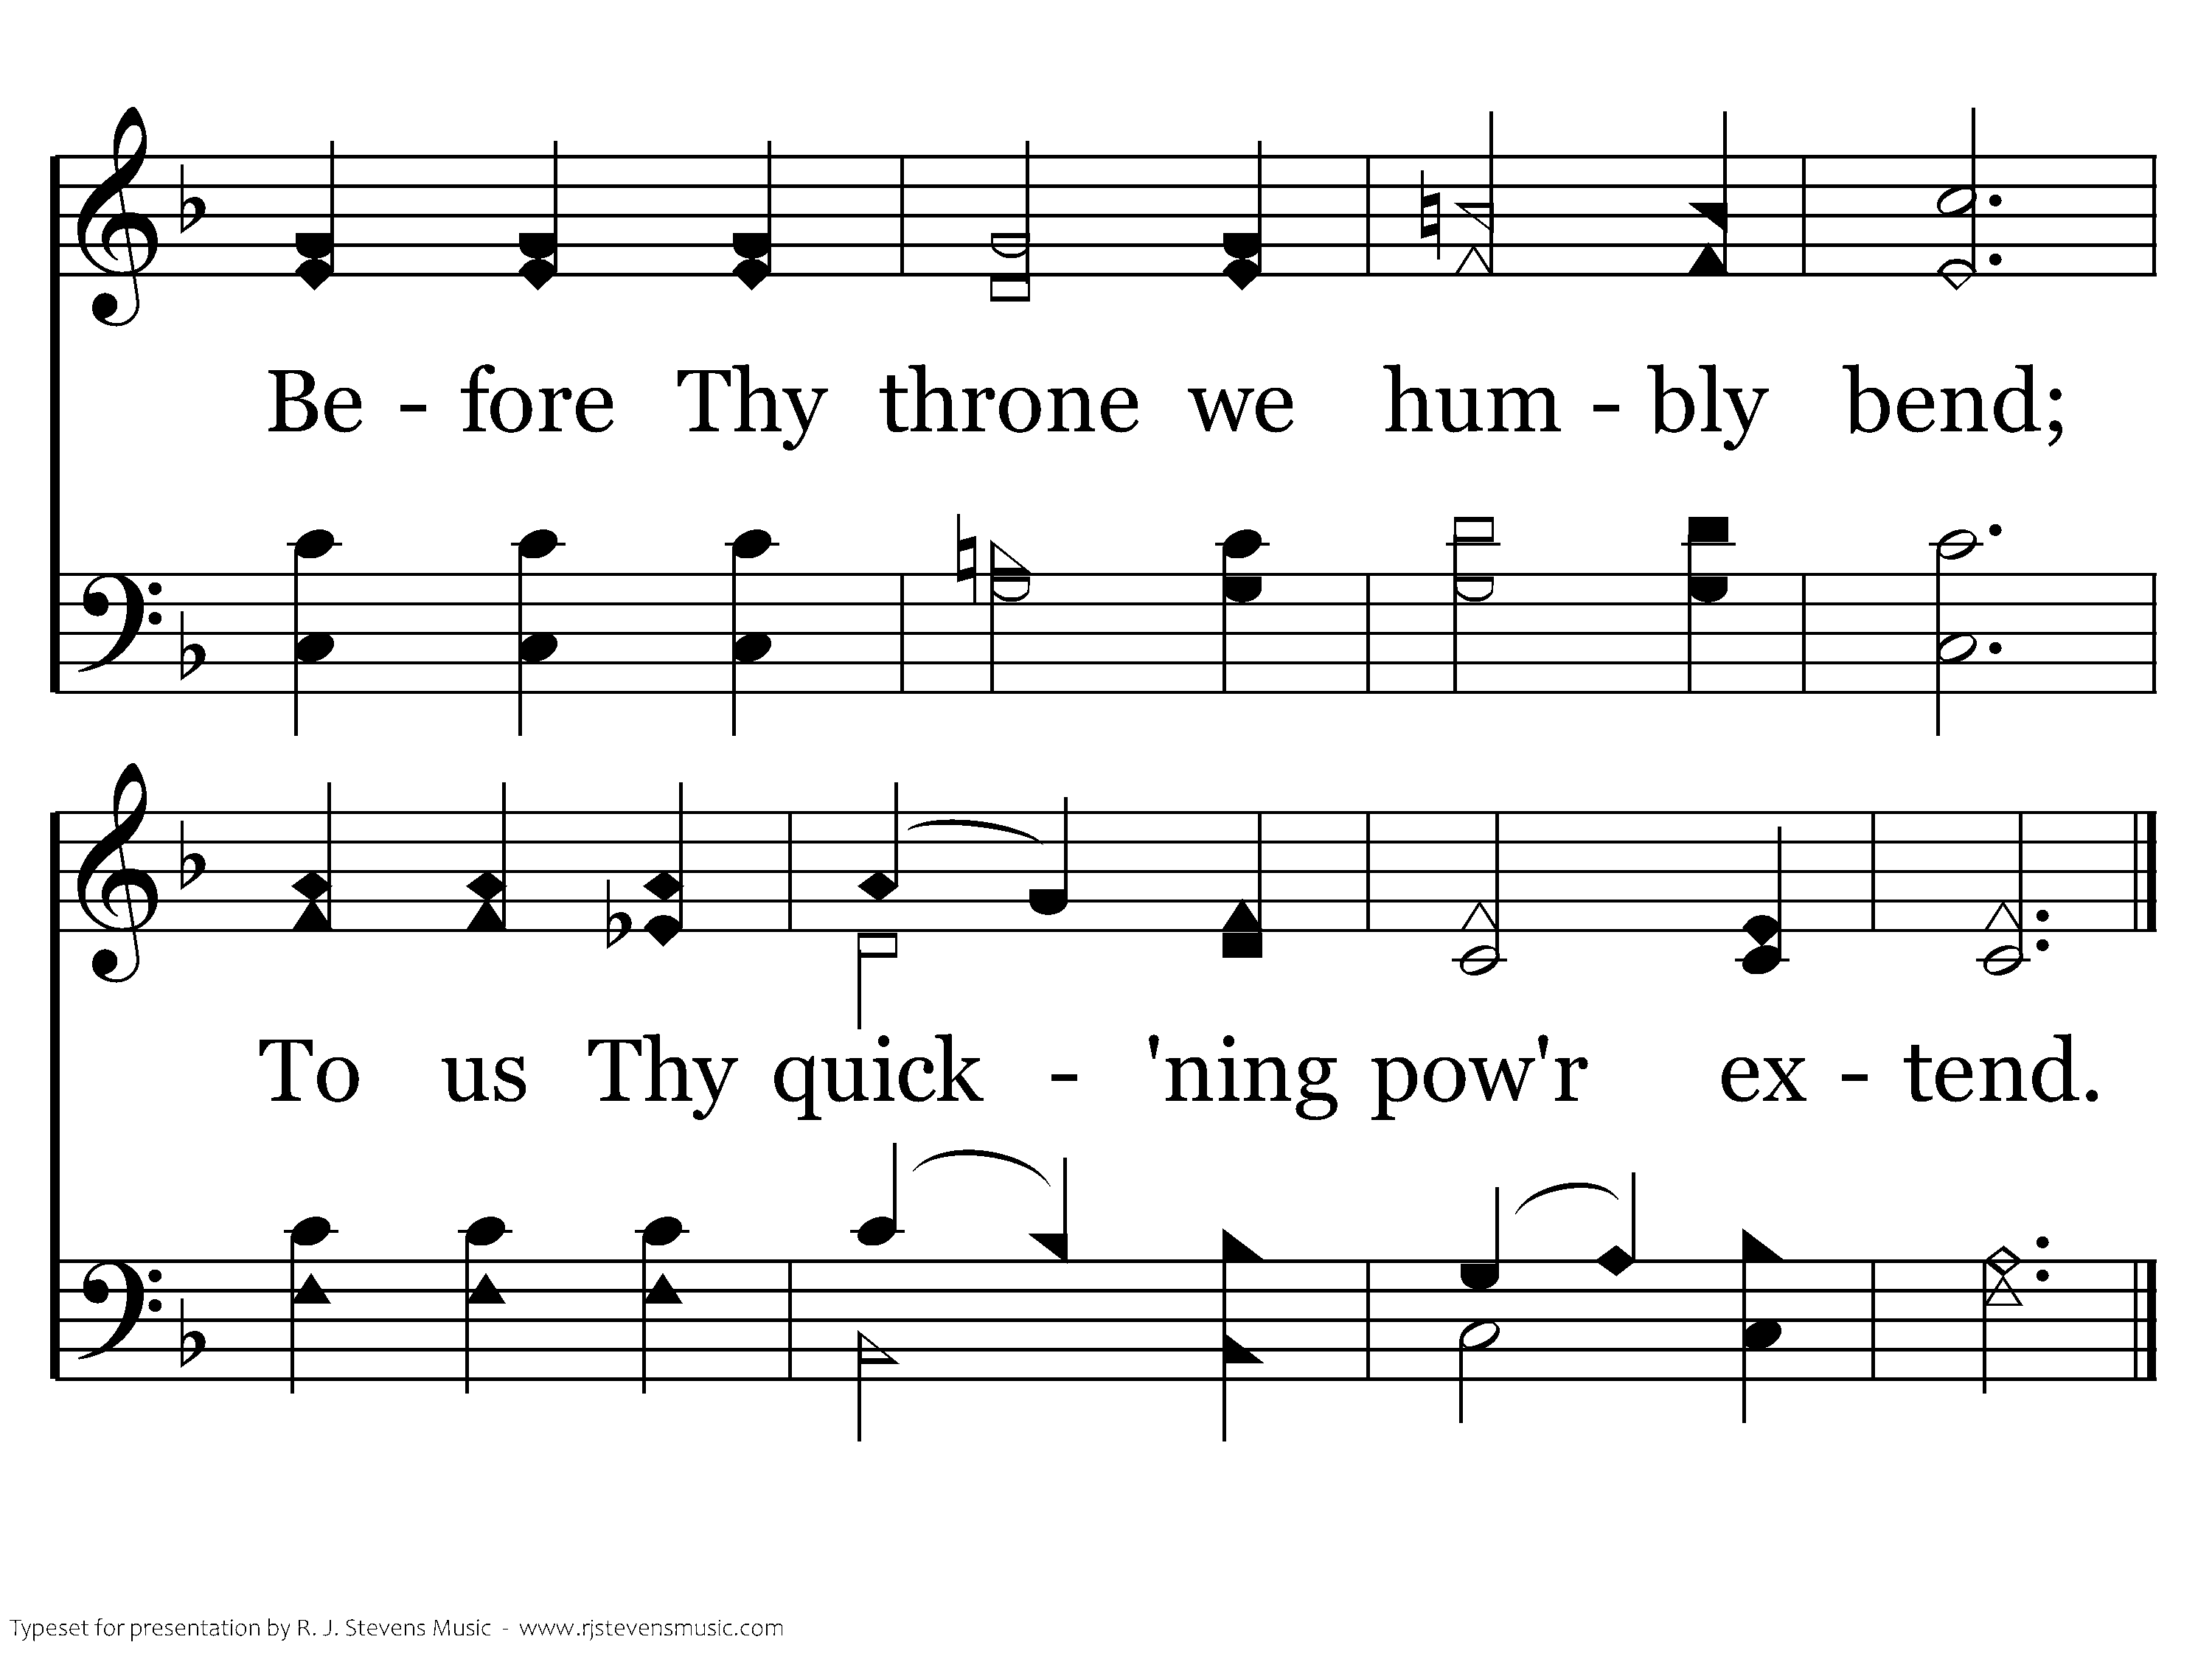 Be - fore Thy throne we hum - bly bend;
To us Thy quick - 'ning pow'r ex - tend.
Typeset for presentation by R. J. Stevens Music - www.rjstevensmusic.com